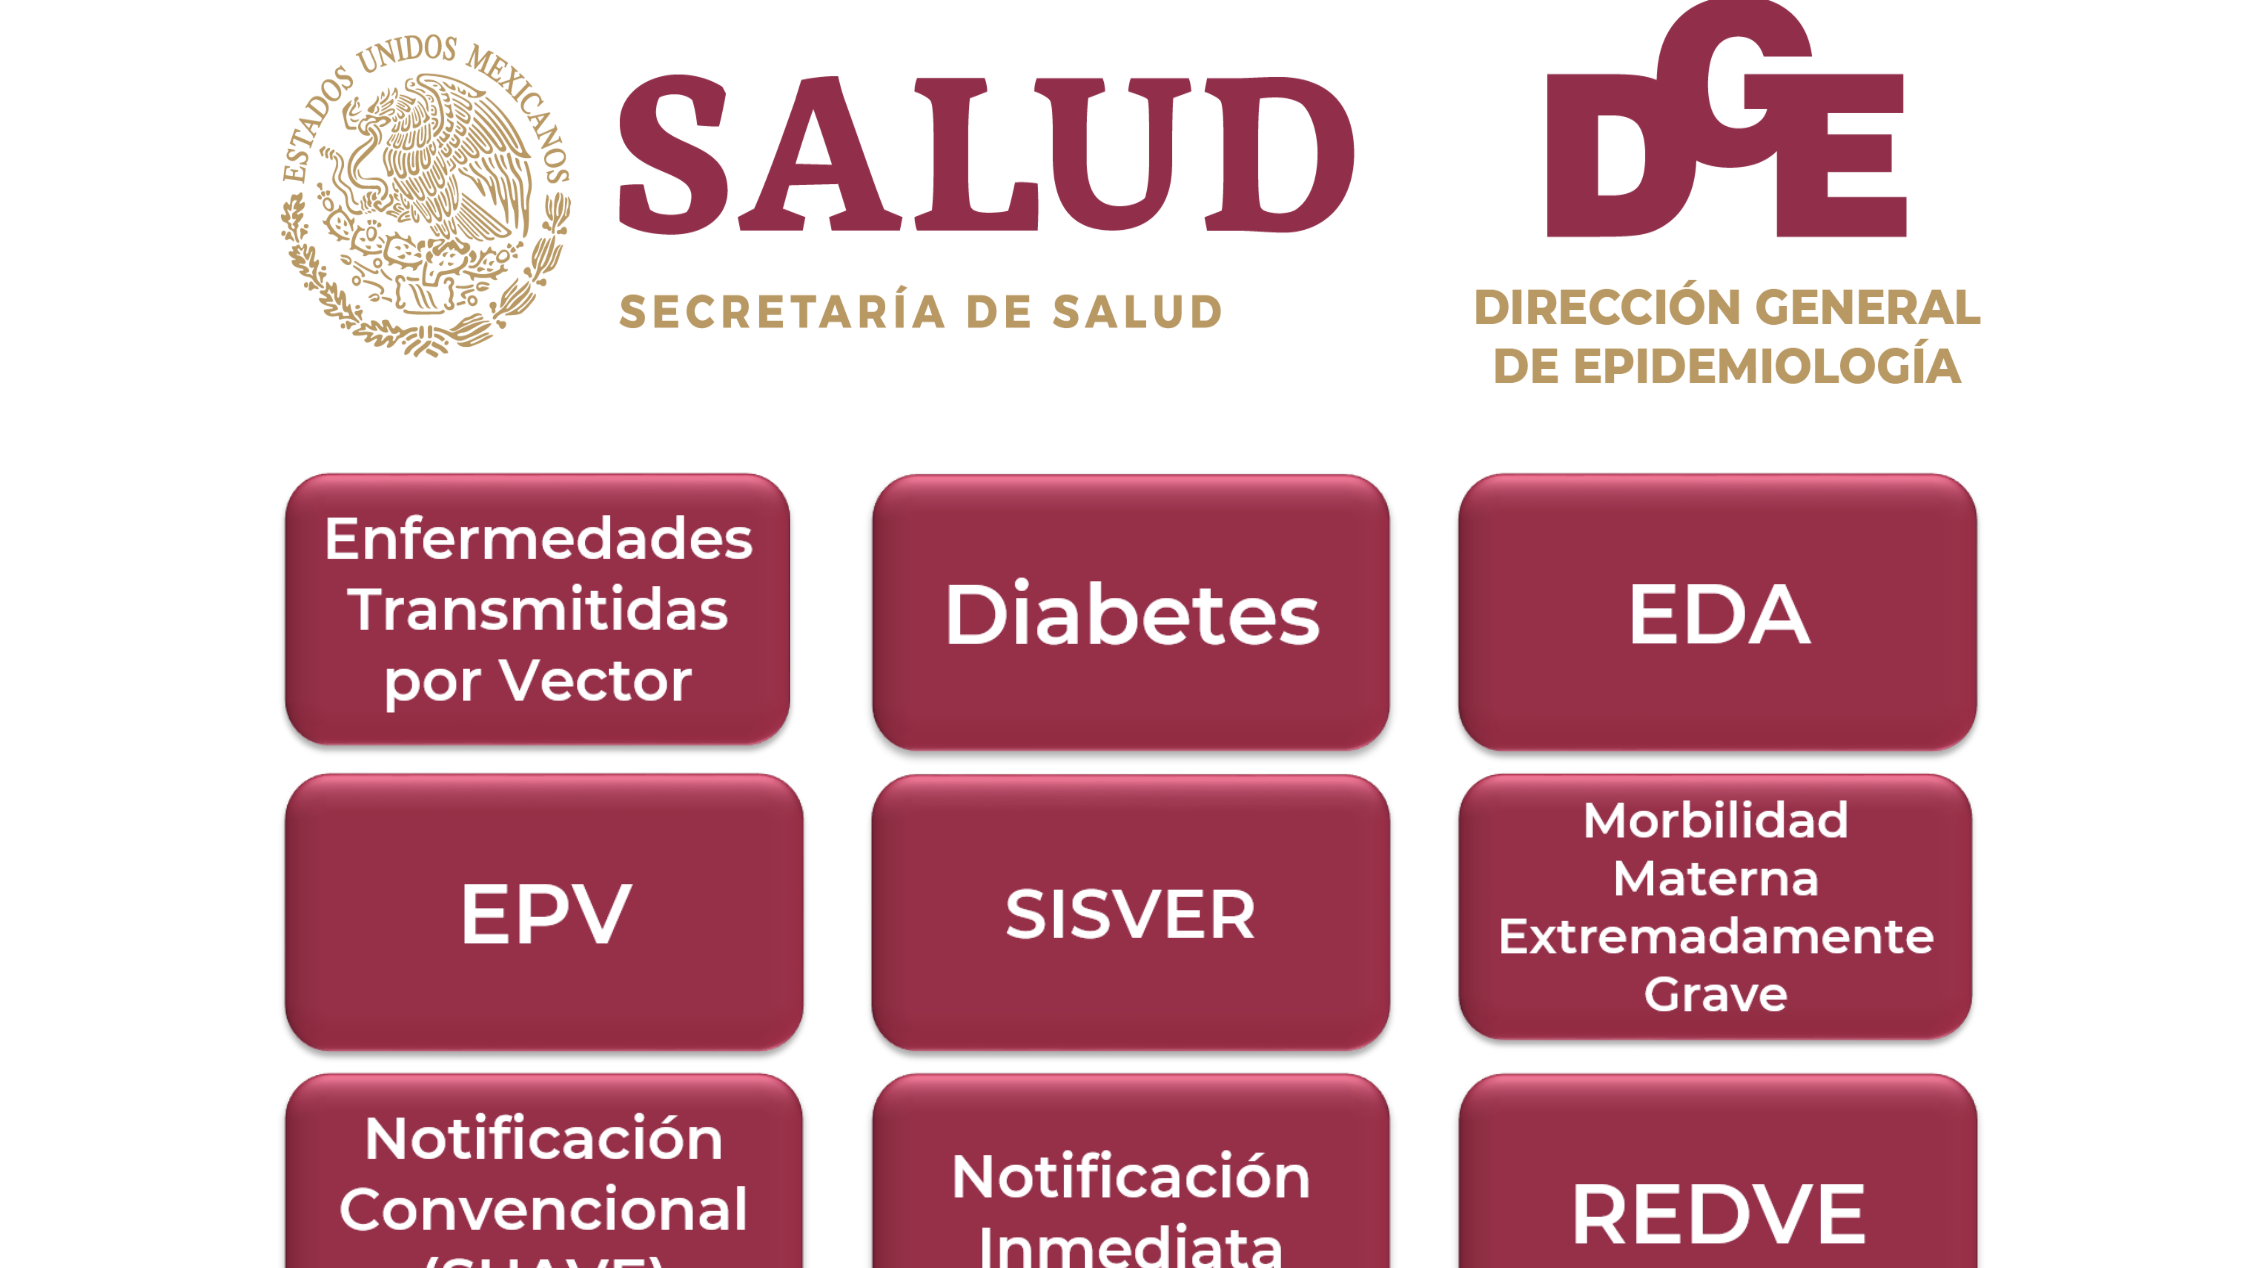 ESTADOS UNIDOS MEXICANOS
SALUD
SECRETARÍA DE SALUD
DGE
DIRECCIÓN GENERAL
DE EPIDEMIOLOGÍA
Enfermedades
Transmitidas
por Vector
Diabetes
EDA
EPV
SISVER
Morbilidad
Materna
Extremadamente
Grave
Notificación
Convencional
(SUAVE)
Notificación
Inmediata
REDVE